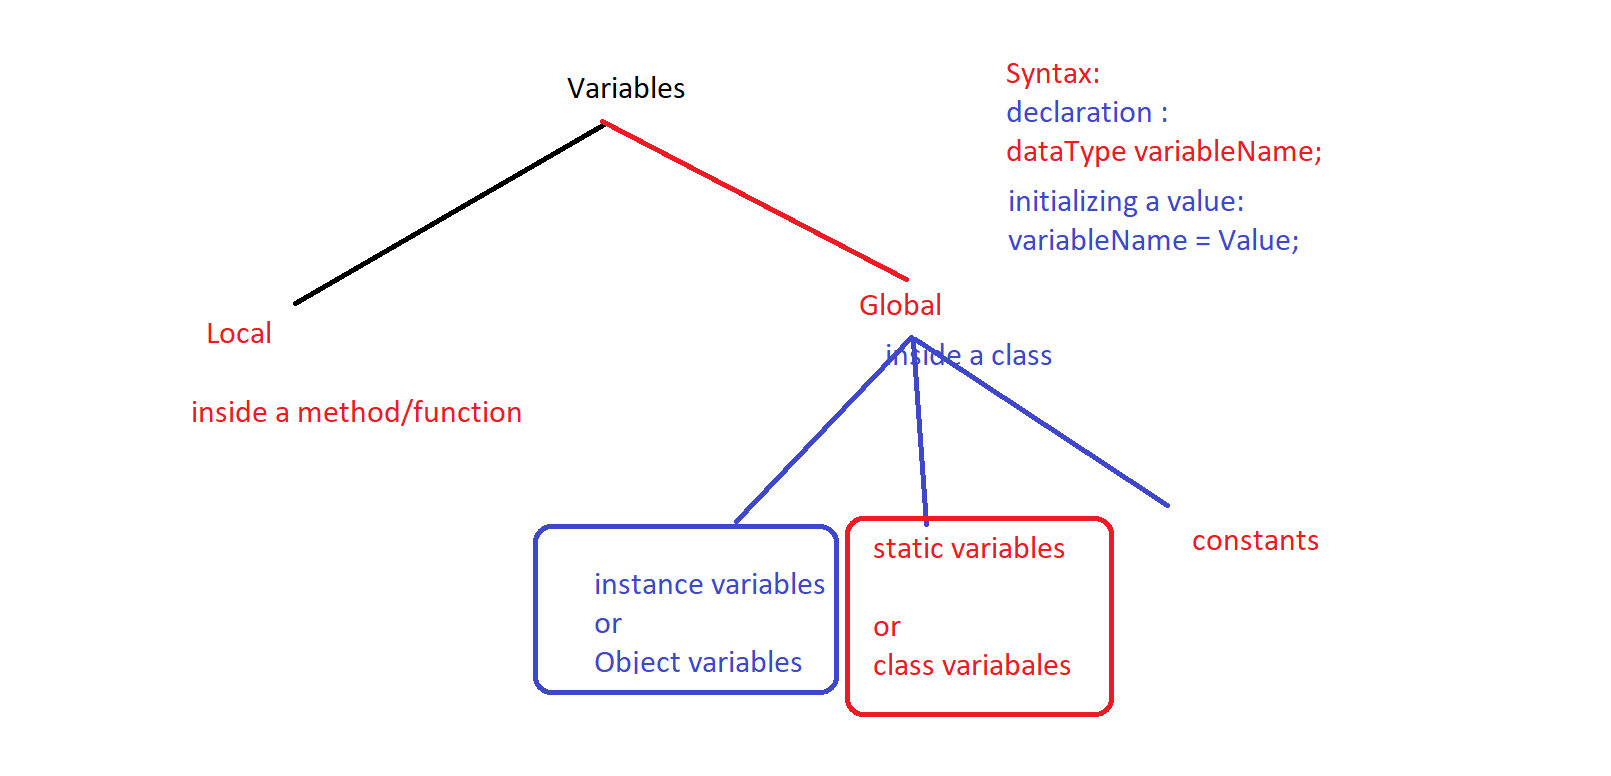 Variables
Syntax:
declaration :
dataType variableName;
initializing a value:
variableName = Value;
Local
inside a method/function
Global
inside a class
instance variables
or
Object variables
static variables
or
class variabales
constants